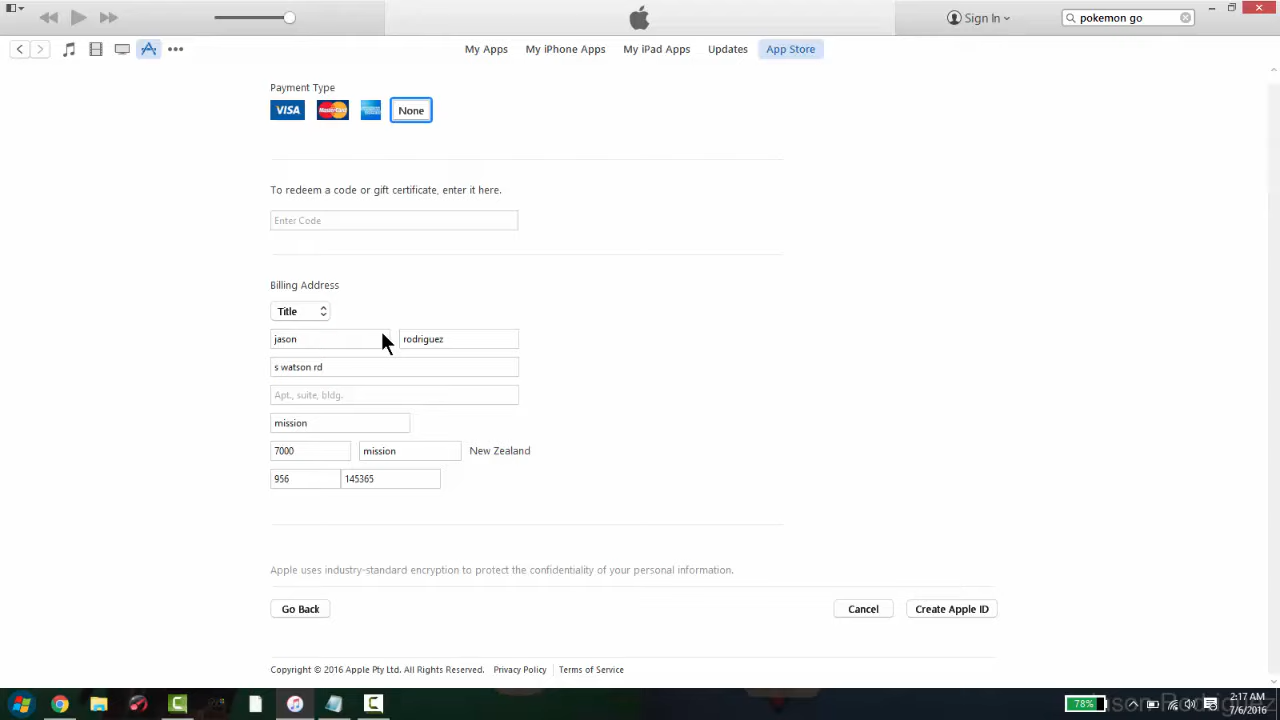 Sign In
pokemon go
My Apps
My iPhone Apps
My iPad Apps
Updates
App Store
Payment Type
VISA
MasterCard
None
To redeem a code or gift certificate, enter it here.
Enter Code
Billing Address
Title
jason rodriguez
s watson rd
Apt., suite, bldg.
mission
7000 mission New Zealand
956 145365
Apple uses industry-standard encryption to protect the confidentiality of your personal information.
Go Back
Cancel
Create Apple ID
Copyright © 2016 Apple Pty Ltd. All Rights Reserved. Privacy Policy Terms of Service
78%
2:17 AM
7/6/2016
Jason Rodriguez